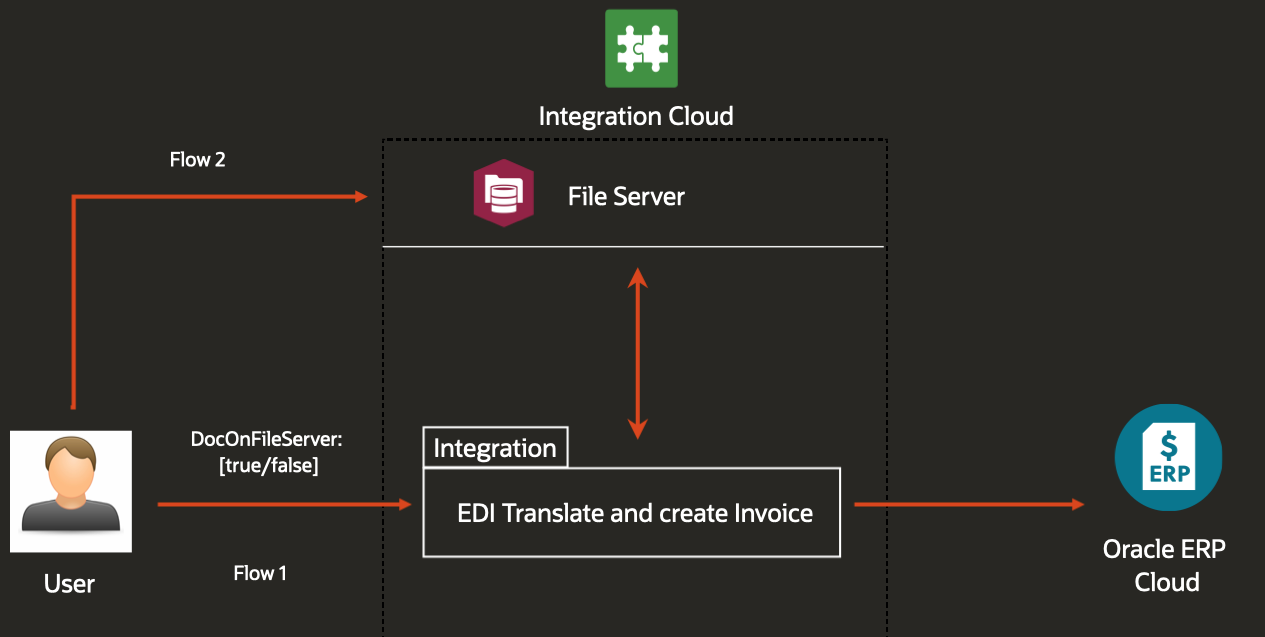 Integration Cloud
Flow 2
File Server
DocOnFileServer:
[true/false]
Integration
EDI Translate and create Invoice
$
ERP
User
Flow 1
Oracle ERP
Cloud